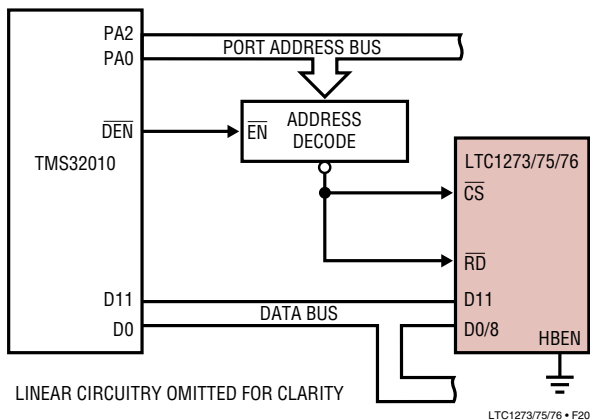 PA2
PORT ADDRESS BUS
PA0
DEN
EN
ADDRESS
DECODE
TMS32010
LTC1273/75/76
CS
RD
D11
D11
DATA BUS
D0
D0/8
HBEN
LINEAR CIRCUITRY OMITTED FOR CLARITY
LTC1273/75/76 • F20